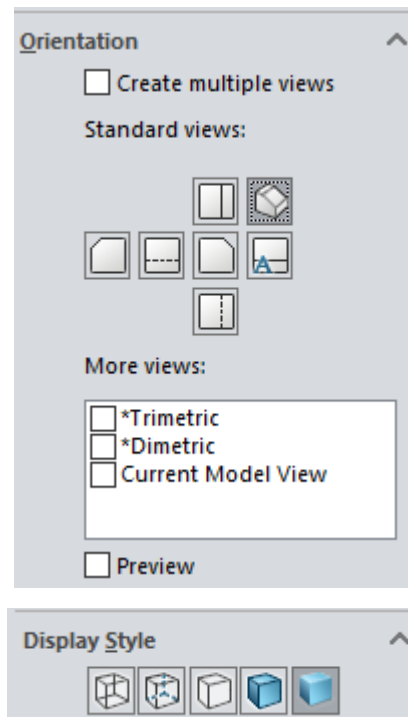 Orientation
Create multiple views
Standard views:
A
More views:
*Trimetric
*Dimetric
Current Model View
Preview
Display Style